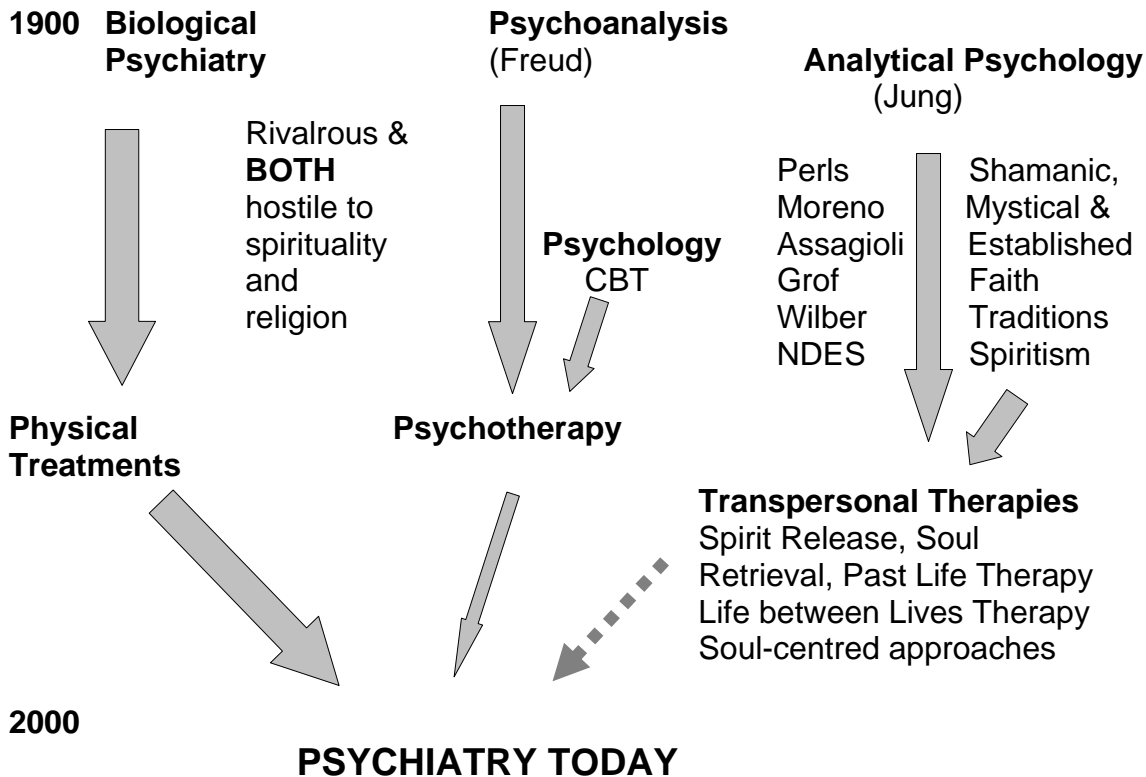 1900 Biological
Psychiatry
Psychoanalysis
(Freud)
Analytical Psychology
(Jung)
Rivalrous &
BOTH
hostile to
spirituality
and
religion
Psychology
CBT
Perls
Moreno
Assagioli
Grof
Wilber
NDES
Shamanic,
Mystical &
Established
Faith
Traditions
Spiritism
Physical
Treatments
Psychotherapy
Transpersonal Therapies
Spirit Release, Soul
Retrieval, Past Life Therapy
Life between Lives Therapy
Soul-centred approaches
2000
PSYCHIATRY TODAY